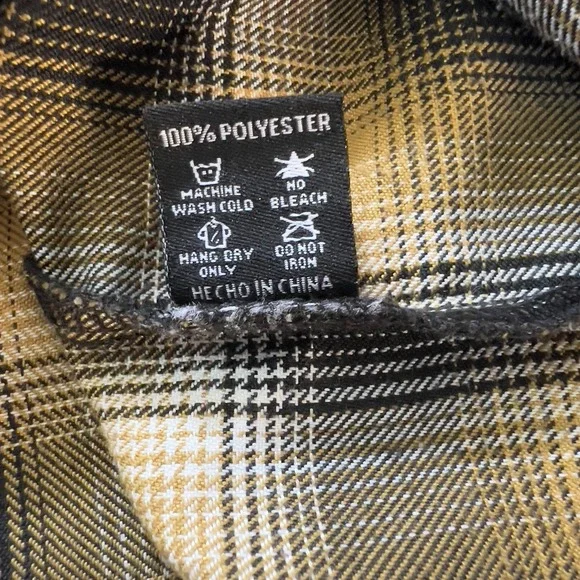 100% POLYESTER
MACHINE
WASH COLD
NO
BLEACH
HANG DRY
ONLY
DO NOT
IRON
HECHO IN CHINA